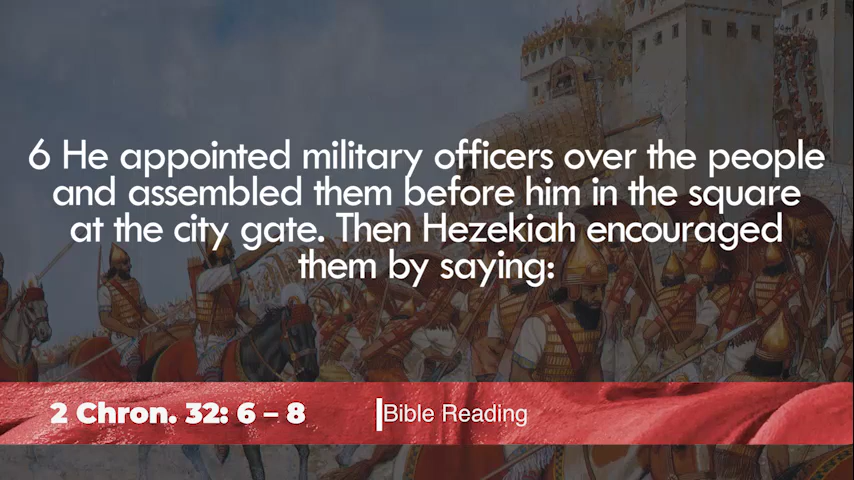 6 He appointed military officers over the people
and assembled them before him in the square
at the city gate. Then Hezekiah encouraged
them by saying:
2 Chron. 32: 6 – 8
Bible Reading